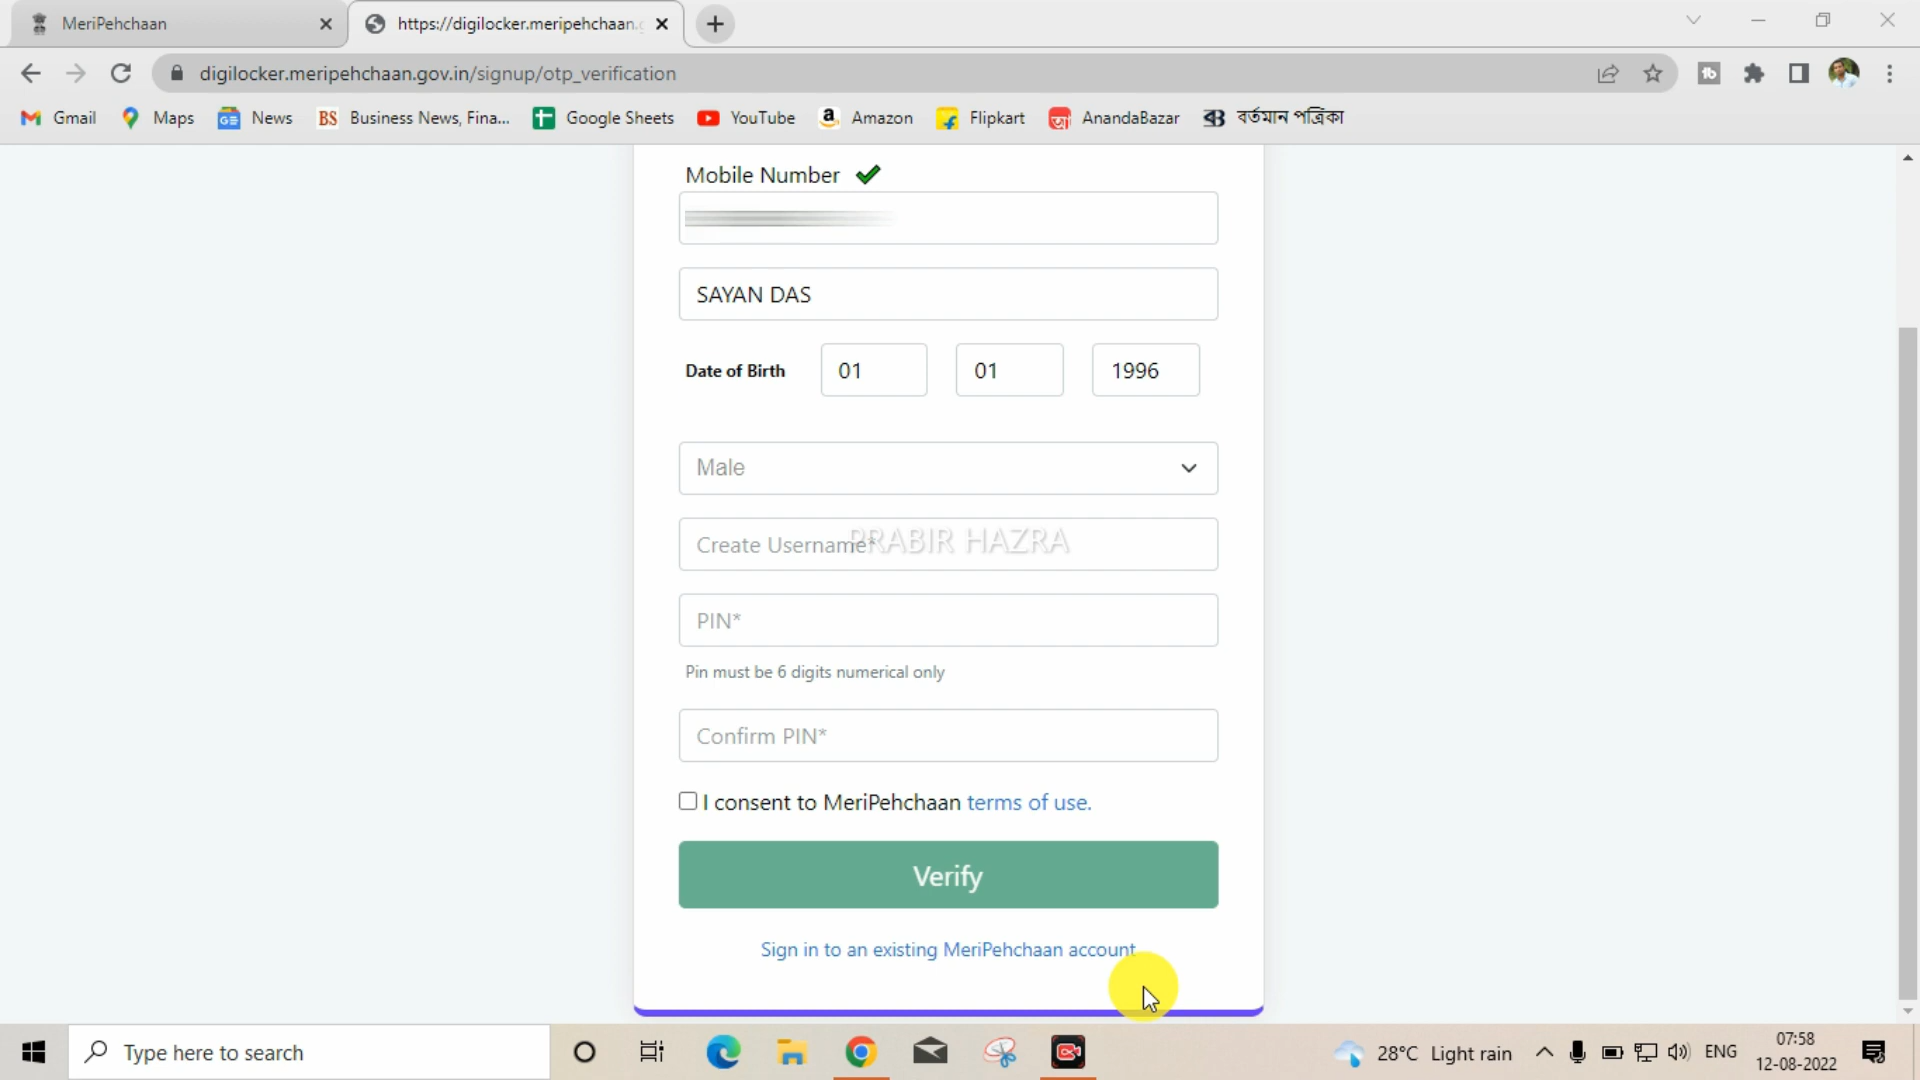 MeriPehchaan
https://digilocker.meripehchaan.g
digilocker.meripehchaan.gov.in/signup/otp_verification
Gmail
Maps
News
BS Business News, Fina...
Google Sheets
YouTube
Amazon
Flipkart
AnandaBazar
বর্তমান পত্রিকা
Mobile Number
SAYAN DAS
Date of Birth 01 01 1996
Male
Create Username*
PRABIR HAZRA
PIN*
Pin must be 6 digits numerical only
Confirm PIN*
I consent to MeriPehchaan terms of use.
Verify
Sign in to an existing MeriPehchaan account
Type here to search
28°C Light rain
ENG
07:58
12-08-2022